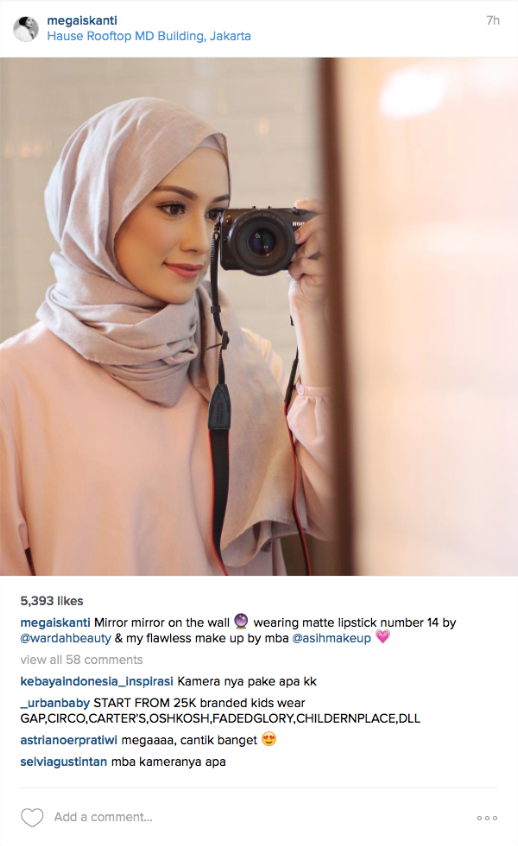 megaiskanti
7h
Hause Rooftop MD Building, Jakarta
5,393 likes
megaiskanti Mirror mirror on the wall 🔮 wearing matte lipstick number 14 by
@wardahbeauty & my flawless make up by mba @asihmakeup 💗
view all 58 comments
kebayaindonesia_inspirasi Kamera nya pake apa kk
_urbanbaby START FROM 25K branded kids wear
GAP,CIRCO,CARTER'S,OSHKOSH,FADEDGLORY,CHILDERNPLACE,DLL
astrianoerpratiwi megaaaa, cantik banget 😍
selviagustintan mba kameranya apa
Add a comment...